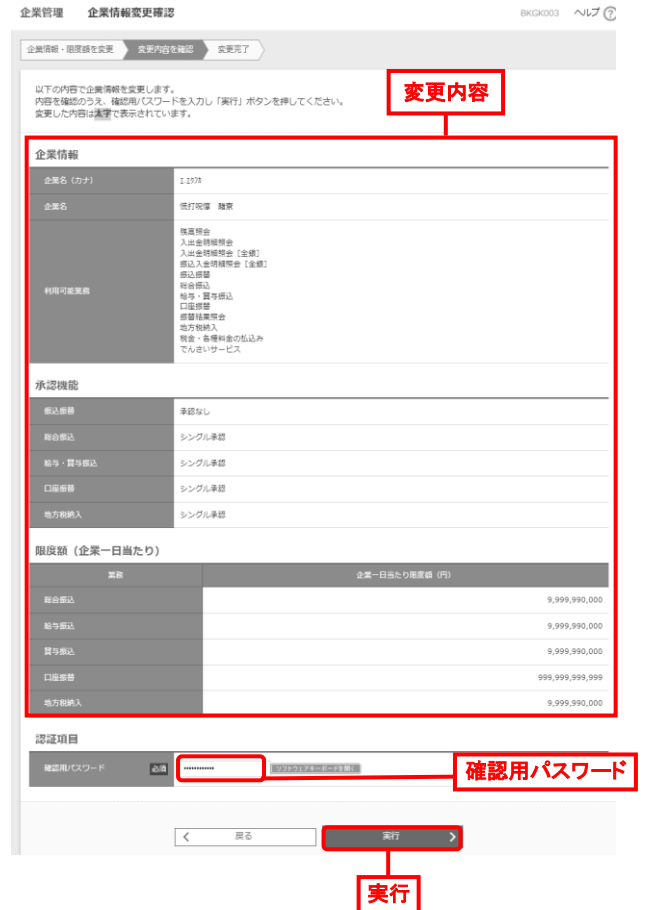 企業管理 企業情報変更確認
BKGK003 ヘルプ ?
企業情報・限度額を変更 変更内容を確認 変更完了
以下の内容で企業情報を変更します。
内容を確認のうえ、確認用パスワードを入力し「実行」ボタンを押してください。
変更した内容は太字で表示されています。
変更内容
企業情報
企業名（カナ）
企業名
利用可能業務
残高照会
入出金明細照会
入出金明細照会［全銀］
振込入金明細照会［全銀］
振込振替
総合振込
給与・賞与振込
口座振替
振替結果照会
地方税納入
税金・各種料金の払込み
でんさいサービス
承認機能
振込振替 承認なし
総合振込 シングル承認
給与・賞与振込 シングル承認
口座振替 シングル承認
地方税納入 シングル承認
限度額（企業一日当たり）
業務 企業一日当たり限度額（円）
総合振込 9,999,990,000
給与振込 9,999,990,000
賞与振込 9,999,990,000
口座振替 999,999,999,999
地方税納入 9,999,990,000
認証項目
確認用パスワード 必須 ソフトウェアキーボードを開く
確認用パスワード
戻る 実行
実行